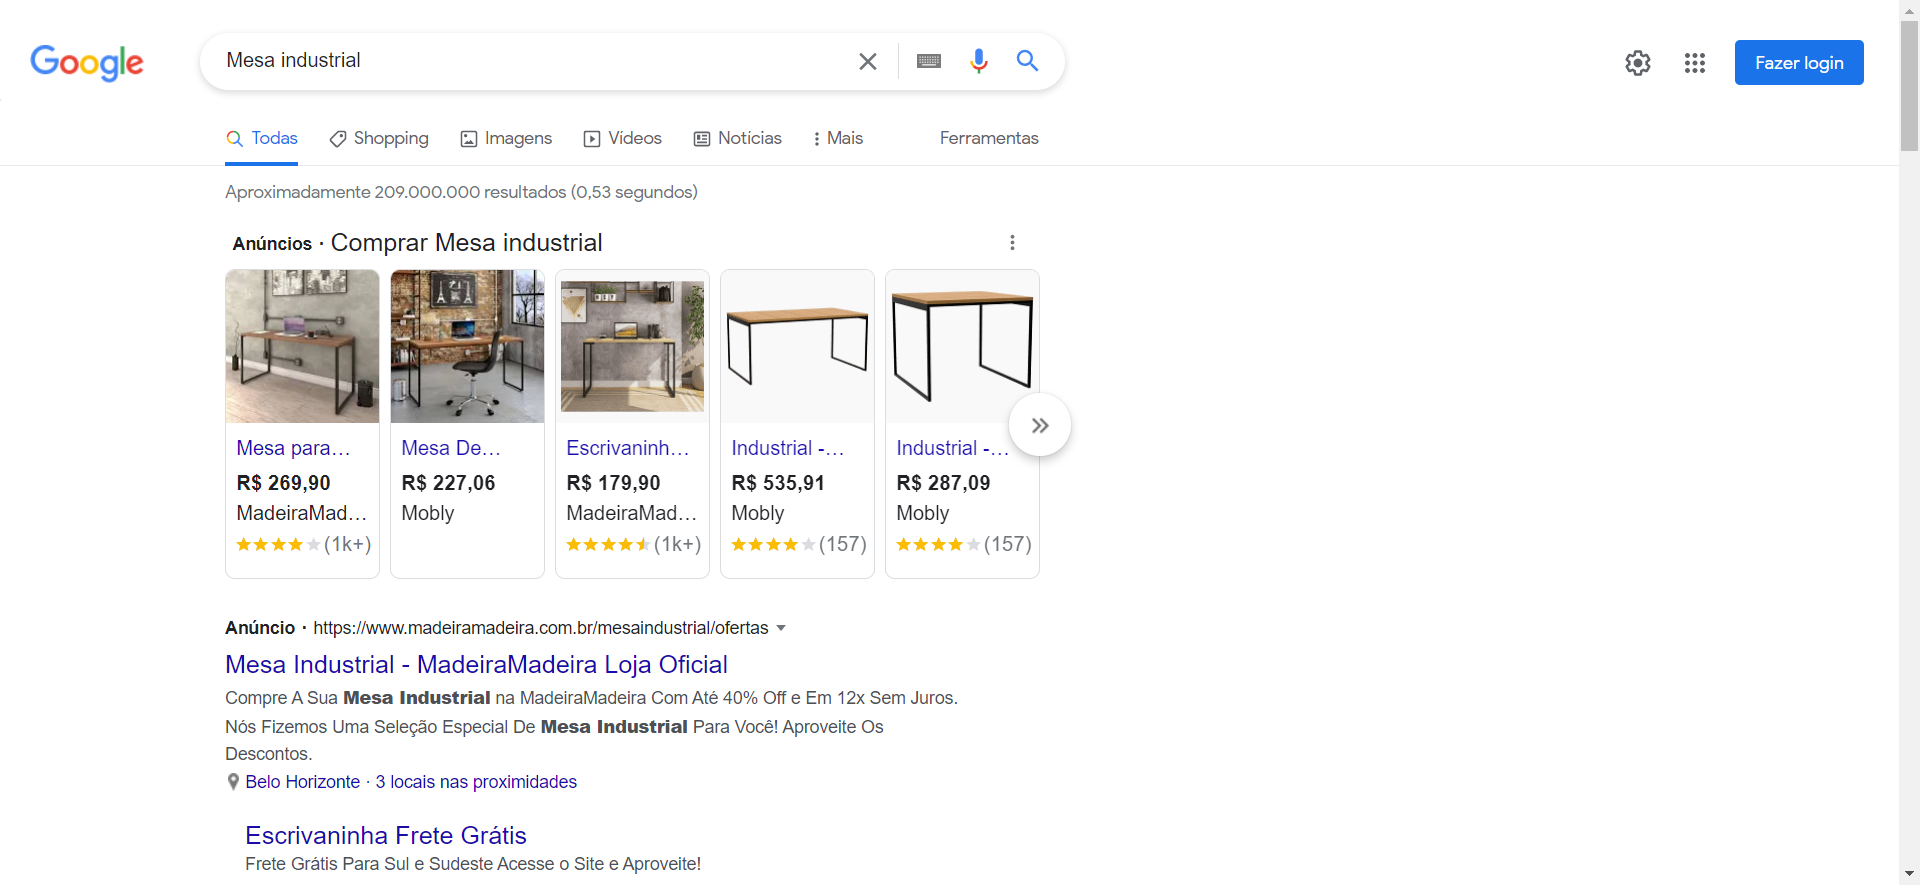 Google
Mesa industrial
Fazer login
Todas
Shopping
Imagens
Vídeos
Notícias
Mais
Ferramentas
Aproximadamente 209.000.000 resultados (0,53 segundos)
Anúncios · Comprar Mesa industrial
Mesa para...
R$ 269,90
MadeiraMad...
(1k+)
Mesa De...
R$ 227,06
Mobly
Escrivaninh...
R$ 179,90
MadeiraMad...
(1k+)
Industrial -...
R$ 535,91
Mobly
(157)
Industrial -...
R$ 287,09
Mobly
(157)
Anúncio · https://www.madeiramadeira.com.br/mesaindustrial/ofertas
Mesa Industrial - MadeiraMadeira Loja Oficial
Compre A Sua Mesa Industrial na MadeiraMadeira Com Até 40% Off e Em 12x Sem Juros.
Nós Fizemos Uma Seleção Especial De Mesa Industrial Para Você! Aproveite Os
Descontos.
Belo Horizonte · 3 locais nas proximidades
Escrivaninha Frete Grátis
Frete Grátis Para Sul e Sudeste Acesse o Site e Aproveite!